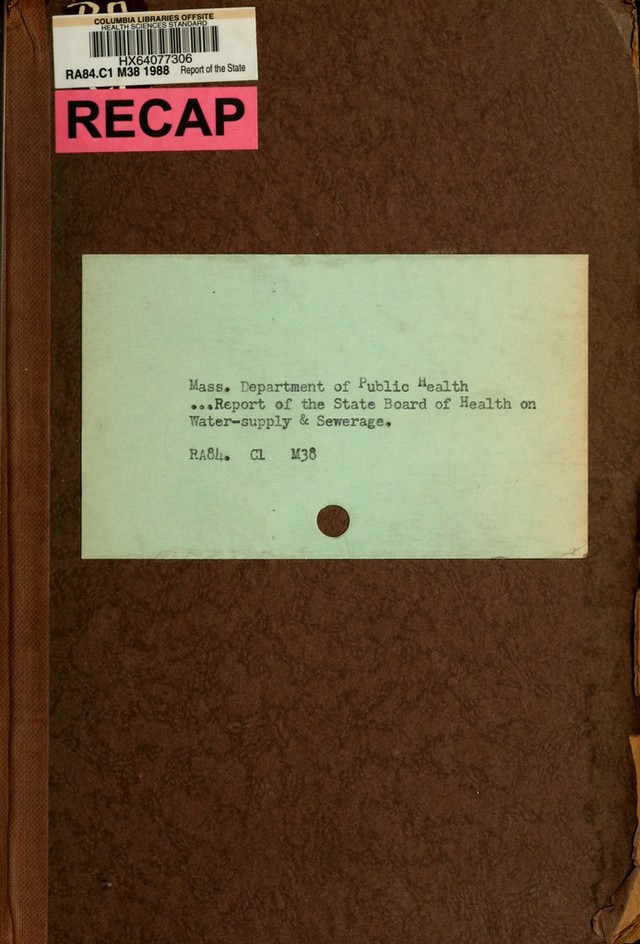 COLUMBIA LIBRARIES OFFSITE
HEALTH SCIENCES STANDARD
HX64077306
RA84.C1 M38 1988 Report of the State
RECAP
Mass. Department of Public Health
...Report of the State Board of Health on
Water-supply & Sewerage.
RA84. C1 M38